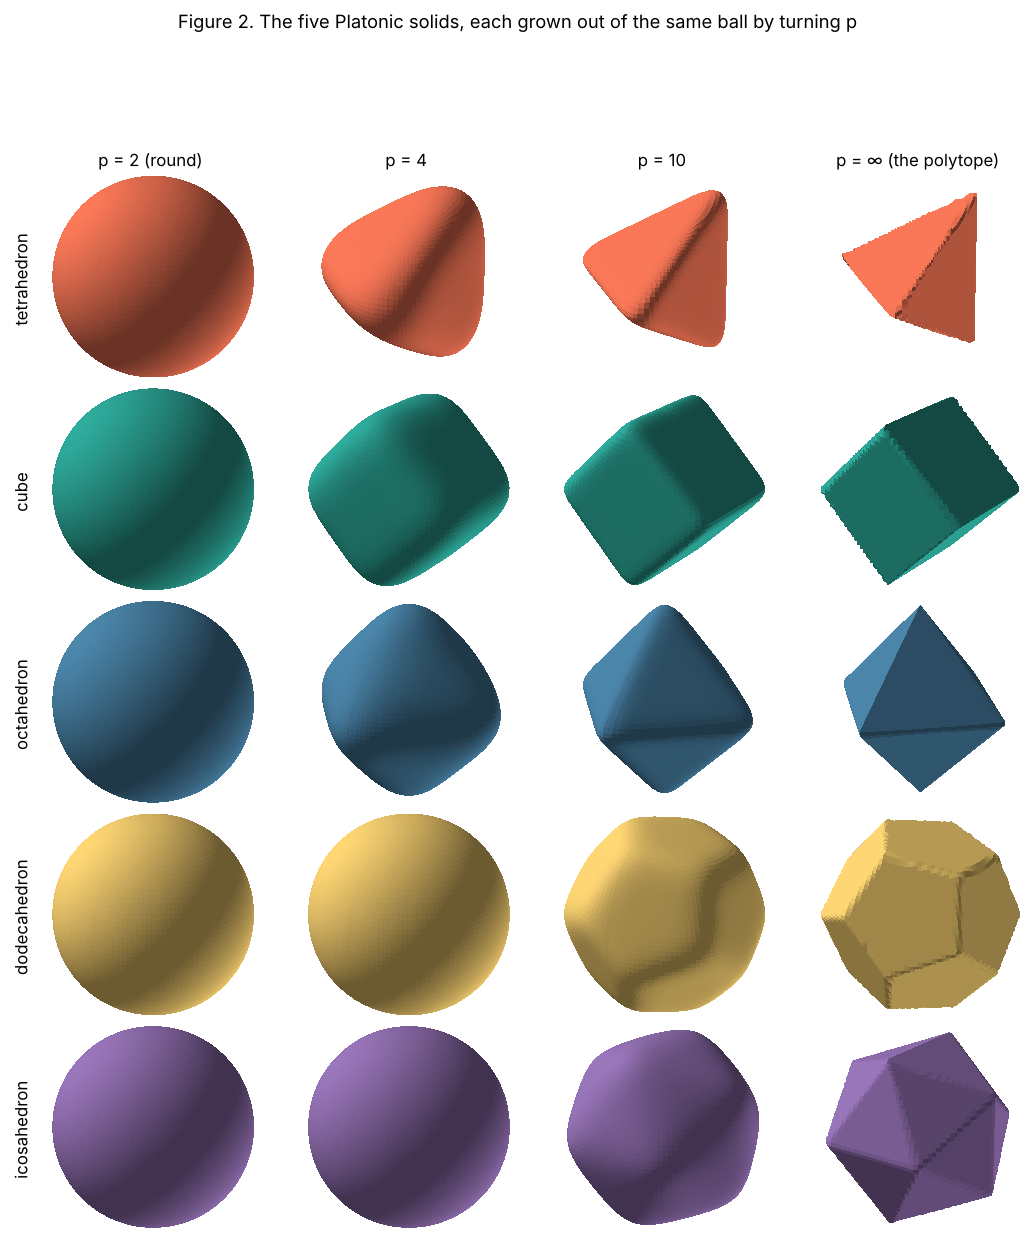 Figure 2. The five Platonic solids, each grown out of the same ball by turning p
p = 2 (round)
p = 4
p = 10
p = ∞ (the polytope)
tetrahedron
cube
octahedron
dodecahedron
icosahedron